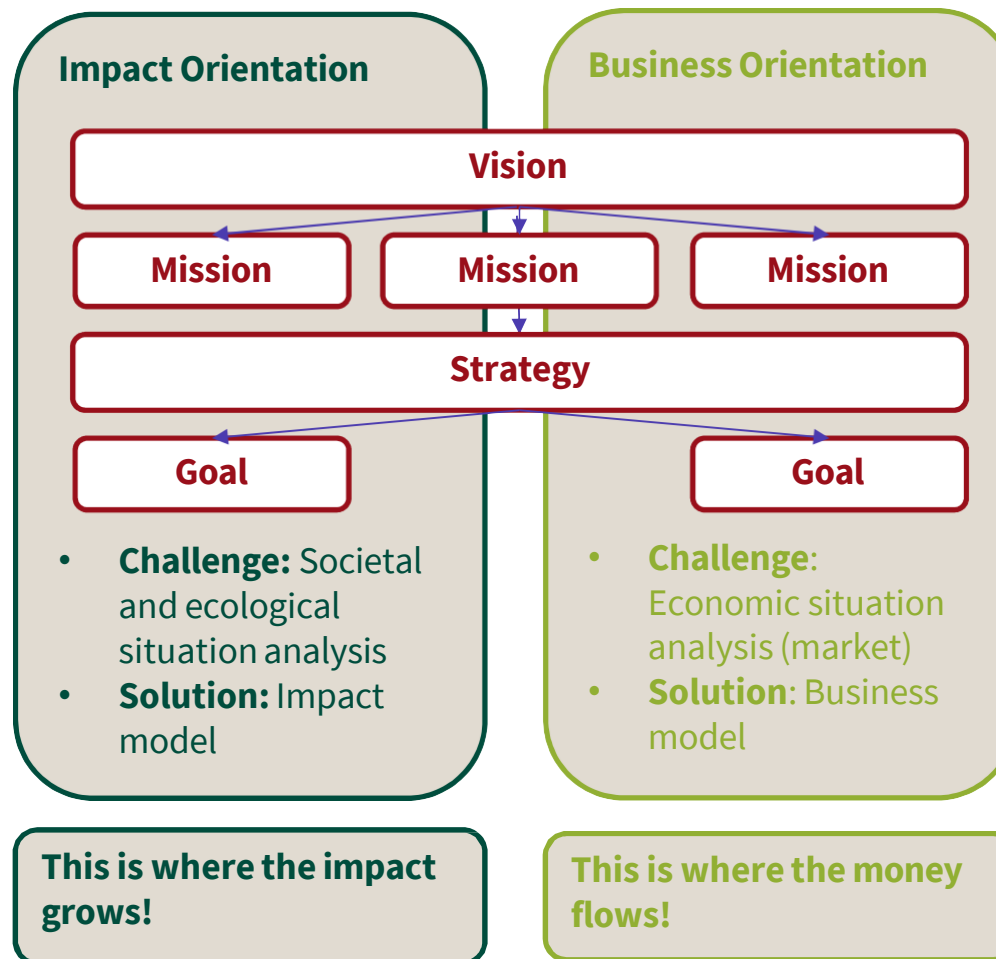 Impact Orientation
Business Orientation
Vision
Mission
Mission
Mission
Strategy
Goal
Goal
• Challenge: Societal
and ecological
situation analysis
• Solution: Impact
model
• Challenge:
Economic situation
analysis (market)
• Solution: Business
model
This is where the impact
grows!
This is where the money
flows!